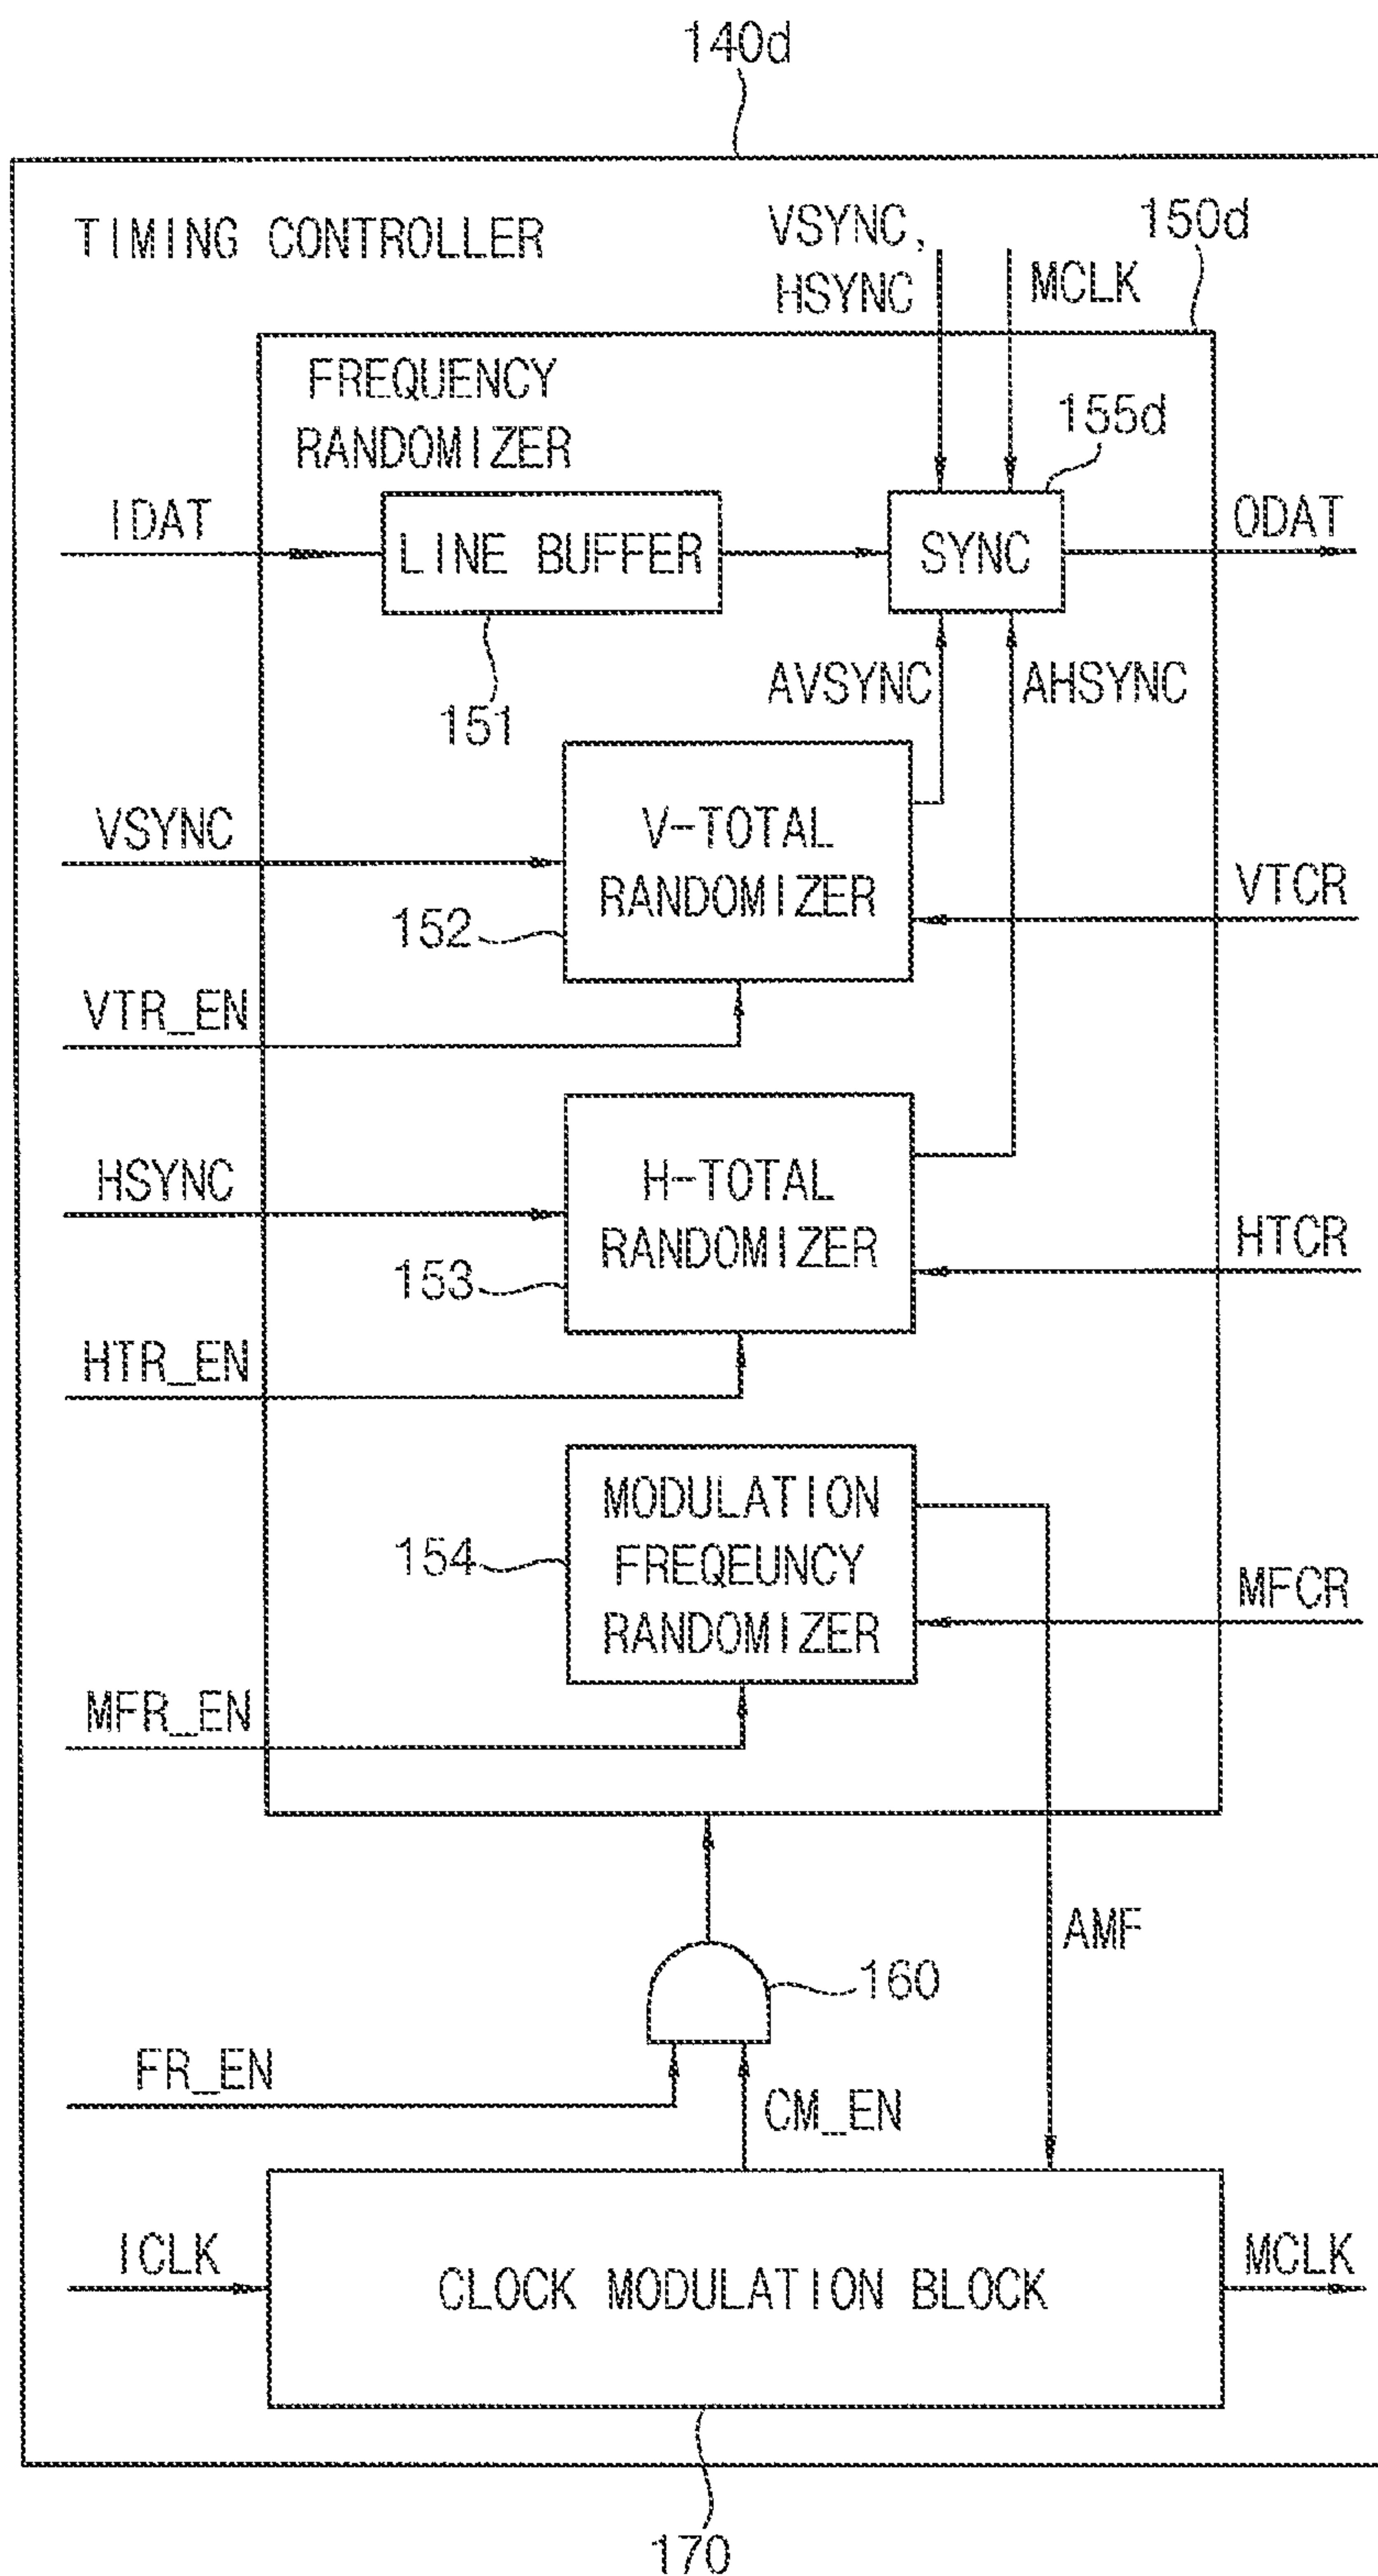 140d
TIMING CONTROLLER
VSYNC,
HSYNC
MCLK
150d
FREQUENCY
RANDOMIZER
155d
IDAT
LINE BUFFER
SYNC
ODAT
151
AVSYNC
AHSYNC
VSYNC
V-TOTAL
RANDOMIZER
152
VTCR
VTR_EN
HSYNC
H-TOTAL
RANDOMIZER
153
HTCR
HTR_EN
MODULATION
FREQEUNCY
RANDOMIZER
154
MFCR
MFR_EN
AMF
160
FR_EN
CM_EN
ICLK
CLOCK MODULATION BLOCK
MCLK
170